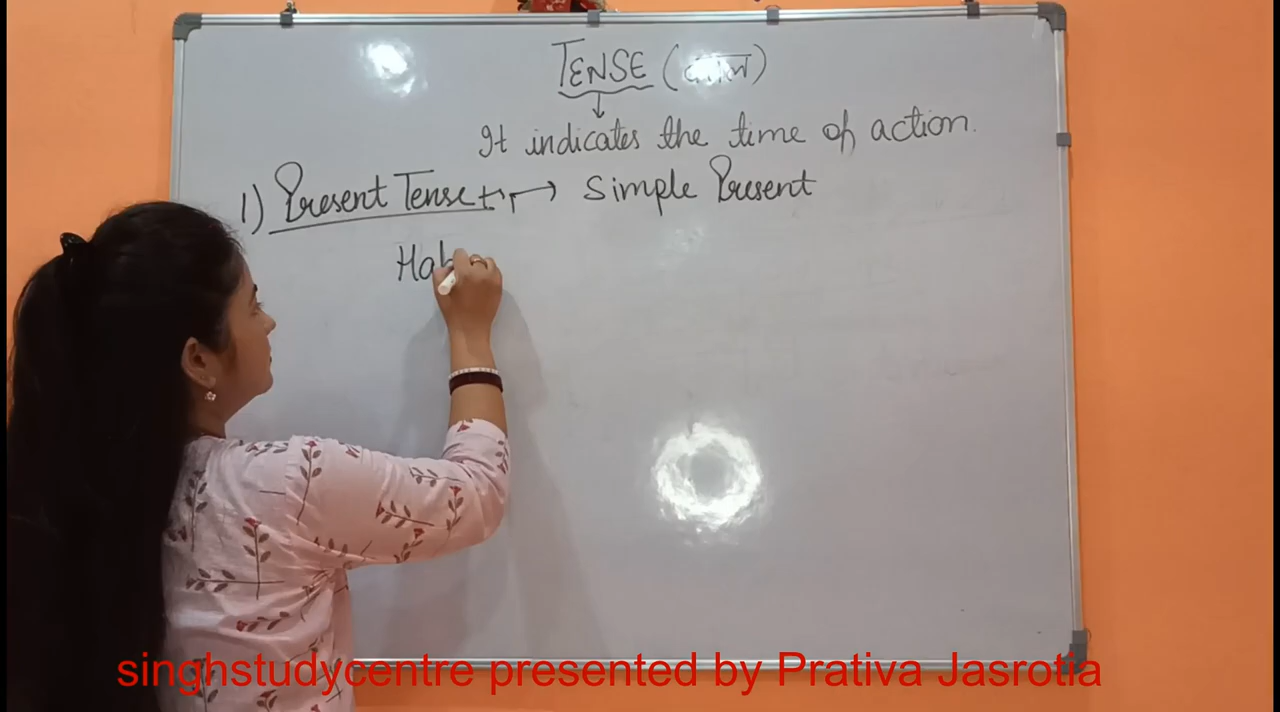 TENSE (काल)
It indicates the time of action.
1) Present Tense → Simple Present
Hab
singhstudycentre presented by Prativa Jasrotia